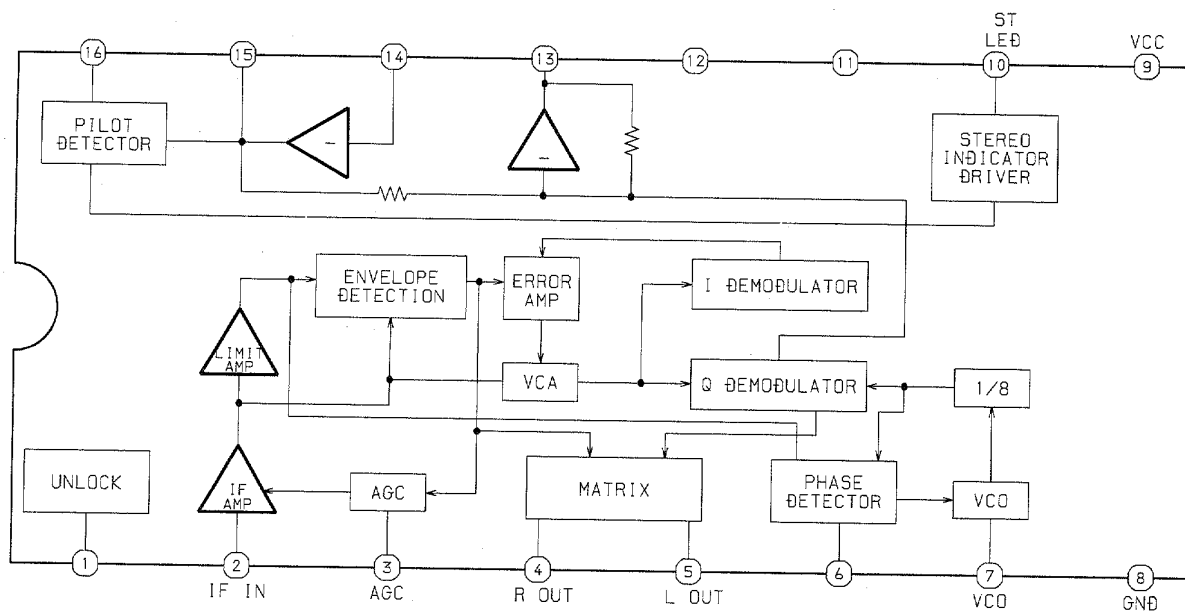 ST
LED
VCC
16
15
14
13
12
11
10
9
PILOT
DETECTOR
STEREO
INDICATOR
DRIVER
ENVELOPE
DETECTION
ERROR
AMP
I DEMODULATOR
LIMIT
AMP
VCA
Q DEMODULATOR
1/8
UNLOCK
IF
AMP
AGC
MATRIX
PHASE
DETECTOR
VCO
1
2
3
4
5
6
7
8
IF IN
AGC
R OUT
L OUT
VCO
GND